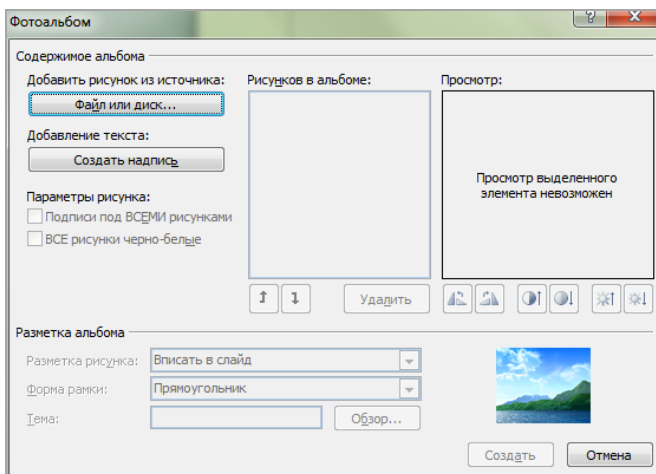 Фотоальбом
Содержимое альбома
Добавить рисунок из источника:
Файл или диск...
Добавление текста:
Создать надпись
Параметры рисунка:
Подписи под ВСЕМИ рисунками
ВСЕ рисунки черно-белые
Рисунков в альбоме:
Удалить
Просмотр:
Просмотр выделенного
элемента невозможен
Разметка альбома
Разметка рисунка: Вписать в слайд
Форма рамки: Прямоугольник
Тема: Обзор...
Создать Отмена